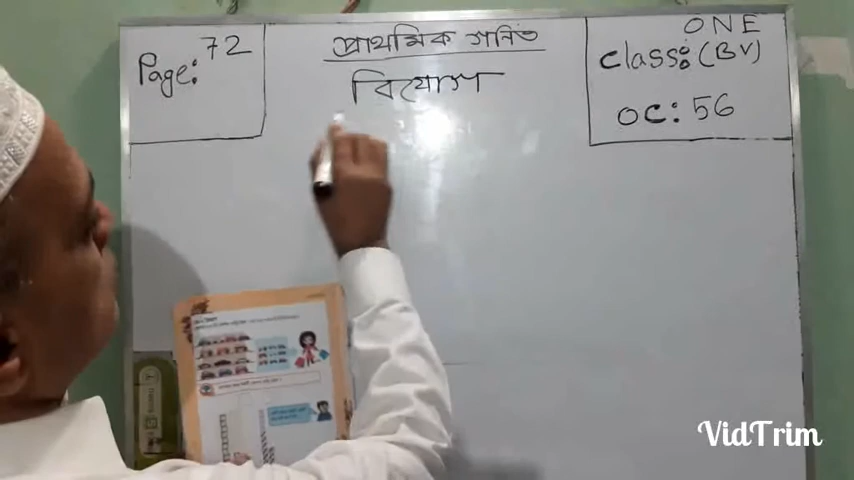 Page: 72
প্রাথমিক গনিত
বিয়োগ
ONE
class: (BV)
OC: 56
VidTrim